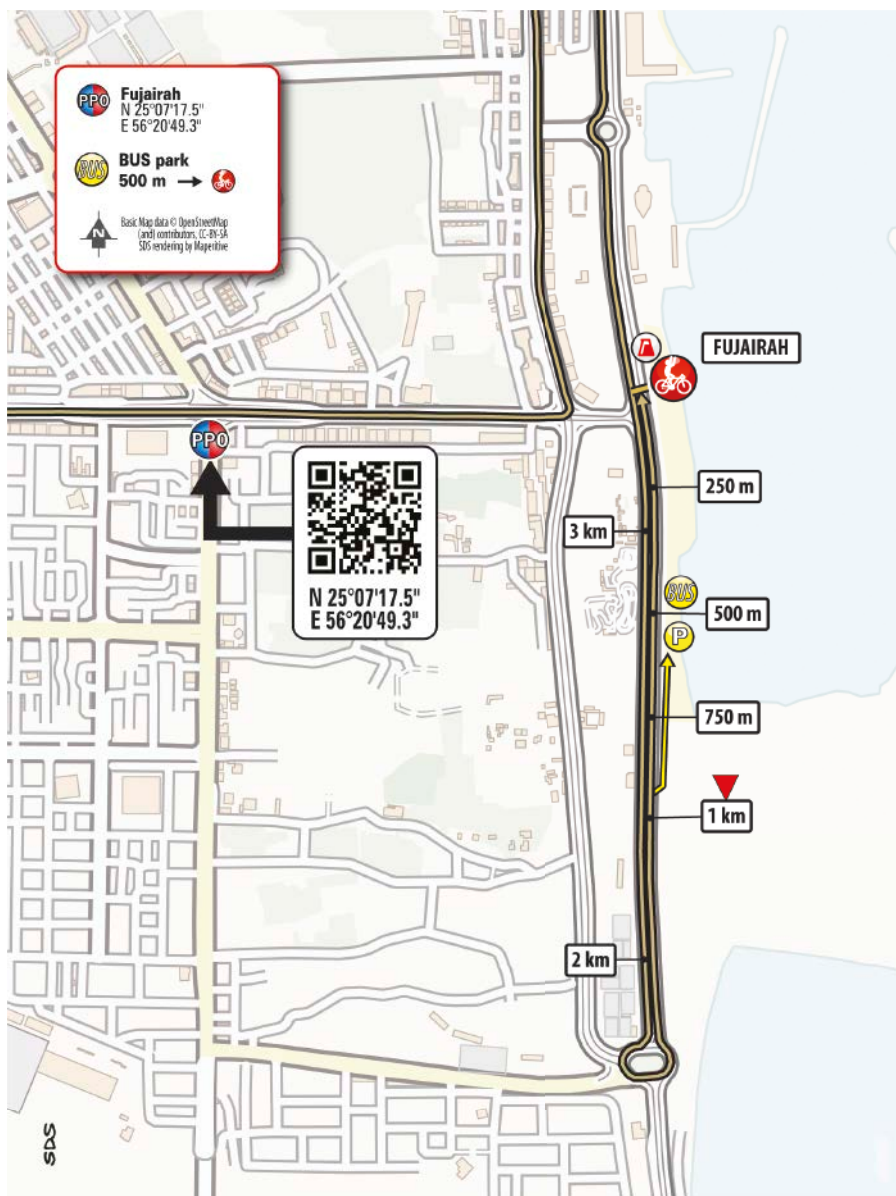 PPO
Fujairah
N 25°07'17.5"
E 56°20'49.3"
BUS
BUS park
500 m
N
Basic Map data © OpenStreetMap
(and) contributors, CC-BY-SA
SDS rendering by Maperitive
FUJAIRAH
PPO
250 m
3 km
N 25°07'17.5"
E 56°20'49.3"
BUS
500 m
P
750 m
1 km
2 km
SDS